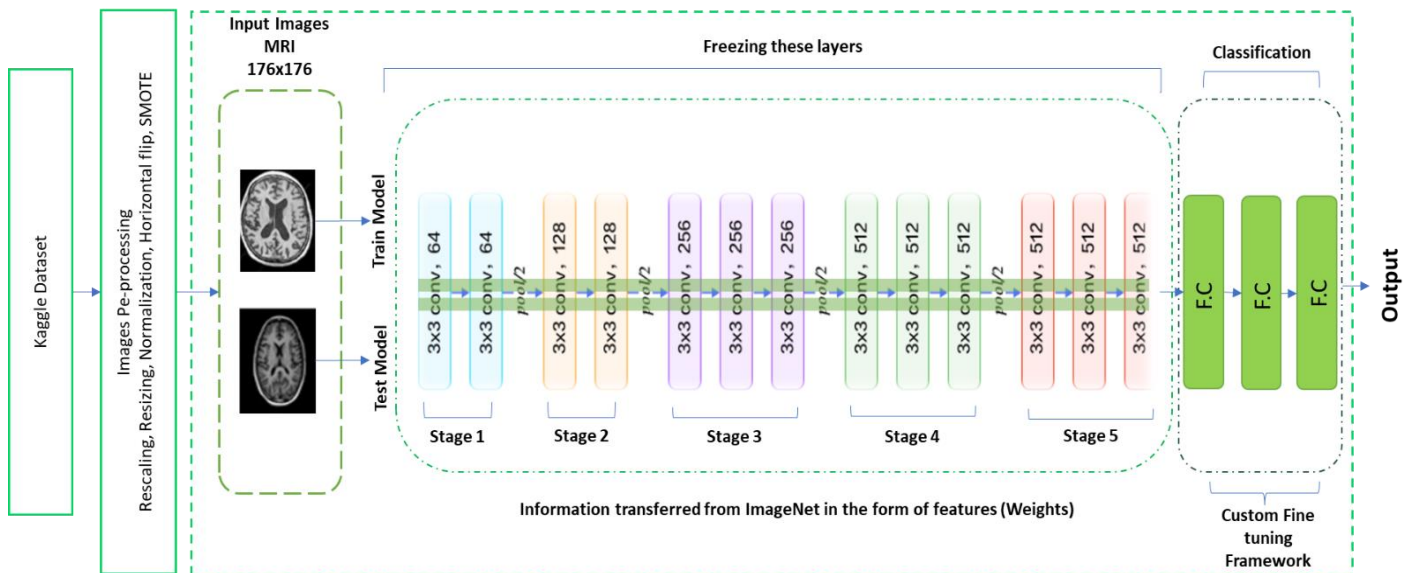 Kaggle Dataset
Images Pe-processing
Rescaling, Resizing, Normalization, Horizontal flip, SMOTE
Input Images
MRI
176x176
Train Model
Test Model
Freezing these layers
3x3 conv, 64
3x3 conv, 64
pool/2
3x3 conv, 128
3x3 conv, 128
pool/2
3x3 conv, 256
3x3 conv, 256
3x3 conv, 256
pool/2
3x3 conv, 512
3x3 conv, 512
3x3 conv, 512
pool/2
3x3 conv, 512
3x3 conv, 512
3x3 conv, 512
Stage 1
Stage 2
Stage 3
Stage 4
Stage 5
Information transferred from ImageNet in the form of features (Weights)
Classification
F.C
F.C
F.C
Custom Fine
tuning
Framework
Output